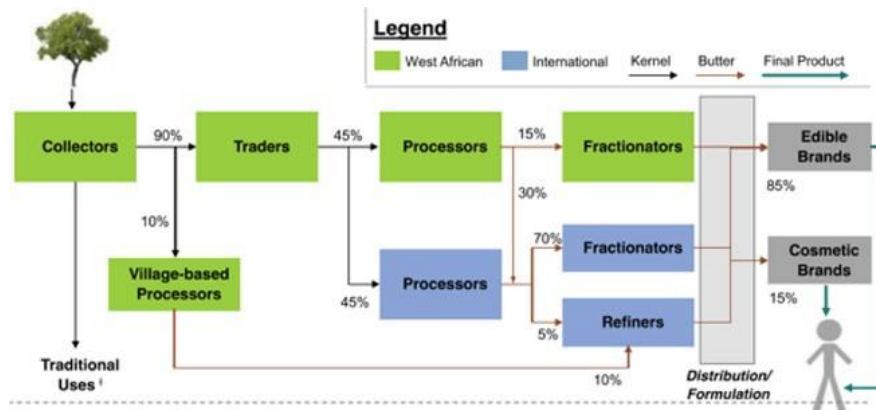 Legend
West African
International
Kernel
Butter
Final Product
Collectors
90%
Traders
45%
Processors
15%
Fractionators
Edible
Brands
85%
30%
10%
Village-based
Processors
45%
Processors
70%
Fractionators
Cosmetic
Brands
15%
5%
Refiners
Traditional
Uses i
10%
Distribution/
Formulation